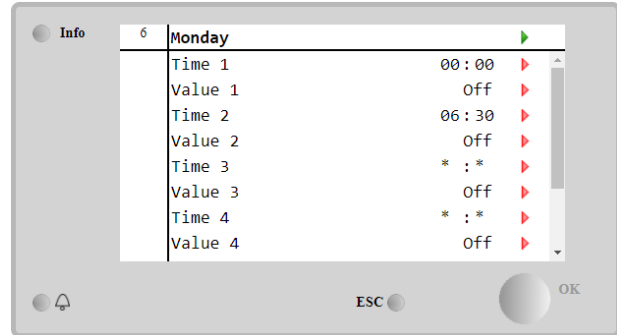 Info
6 Monday
Time 1 00:00
Value 1 Off
Time 2 06:30
Value 2 Off
Time 3 * : *
Value 3 Off
Time 4 * : *
Value 4 Off
ESC OK